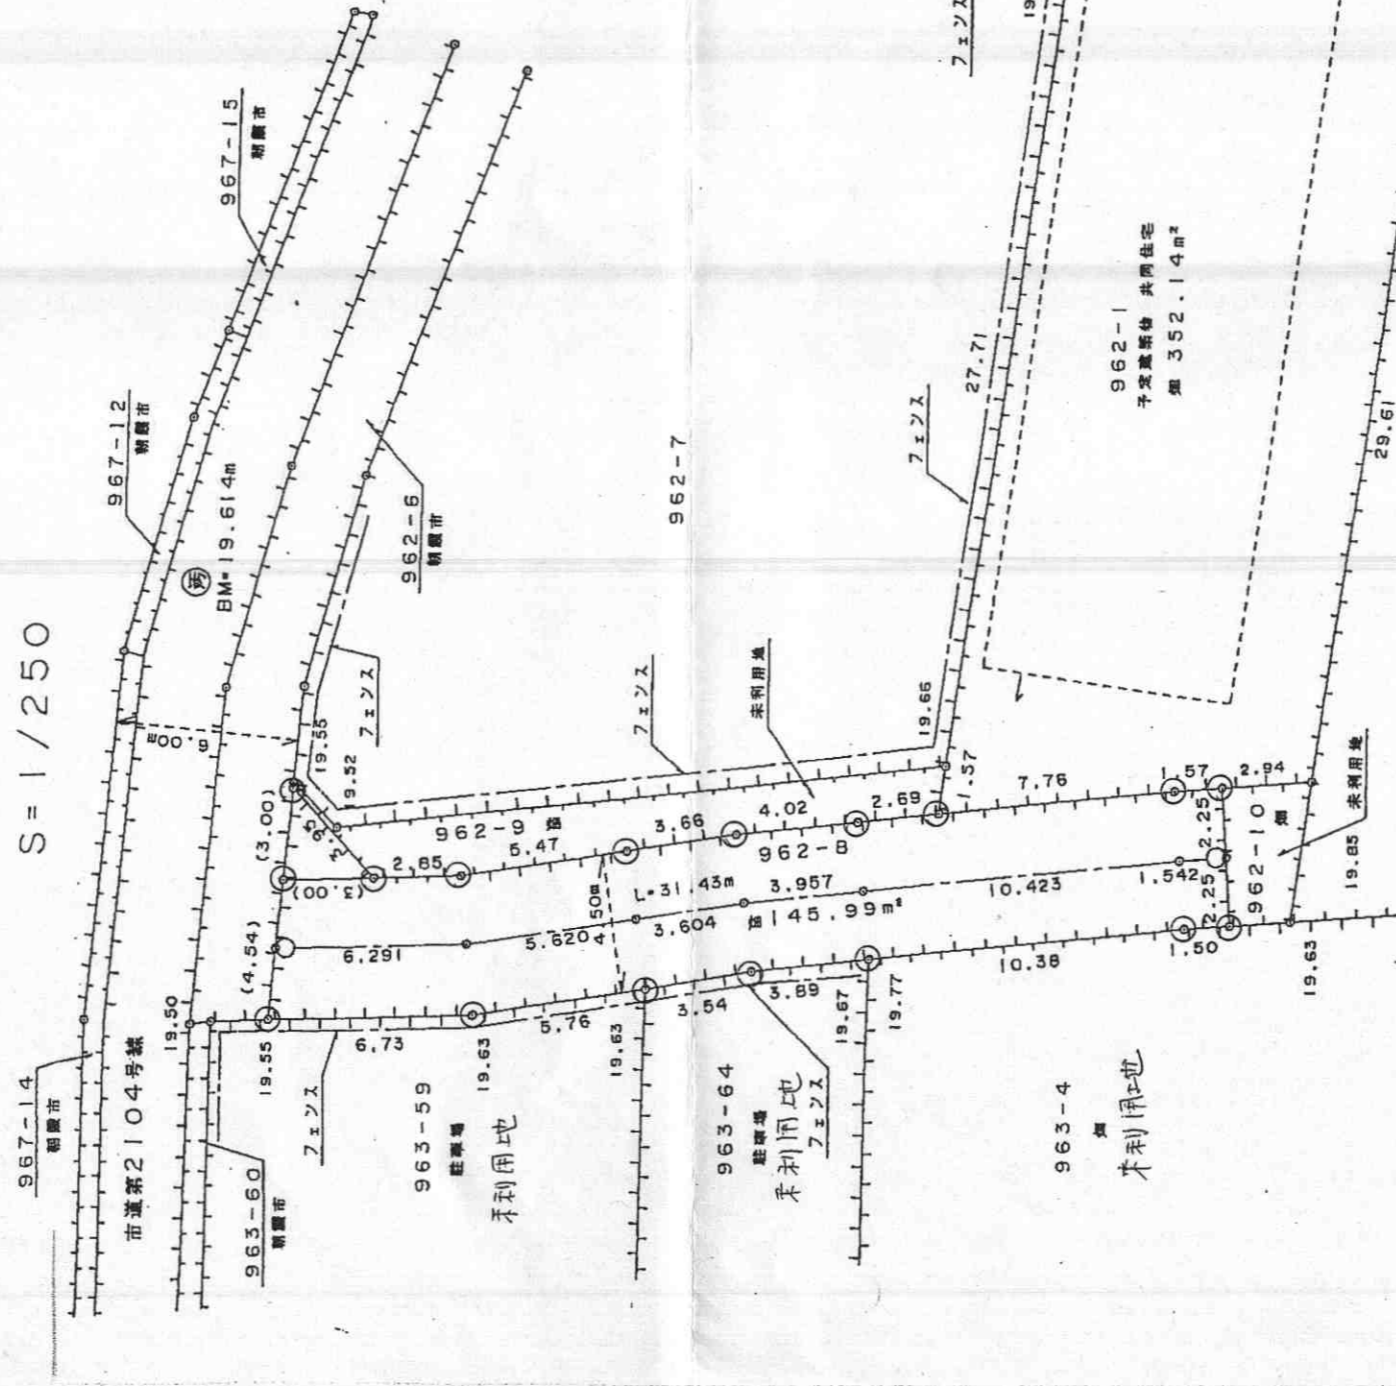 S=1/250
967-15
朝霞市
967-12
朝霞市
汚
BM=19.614m
962-6
朝霞市
967-14
朝霞市
市道第2104号線
963-60
朝霞市
6.00m
19.50
19.55
19.55
19.52
フェンス
フェンス
フェンス
フェンス
フェンス
フェンス
(3.00)
(3.00)
(4.54)
2.85
962-9
5.47
3.66
4.02
2.69
962-8
1.57
7.76
.57
2.94
6.291
5.620
4.50m
r=31.43m
3.604
3.957
145.99m²
10.423
1.542
2.25
2.25
962-10
畑
6.73
5.76
3.54
3.89
10.38
1.50
19.63
19.63
19.67
19.77
19.63
19.85
19.66
未利用地
未利用地
963-59
駐車場
未利用地
963-64
駐車場
未利用地
963-4
畑
未利用地
962-7
27.71
962-1
予定建築物 共同住宅
畑 332.14m²
29.61